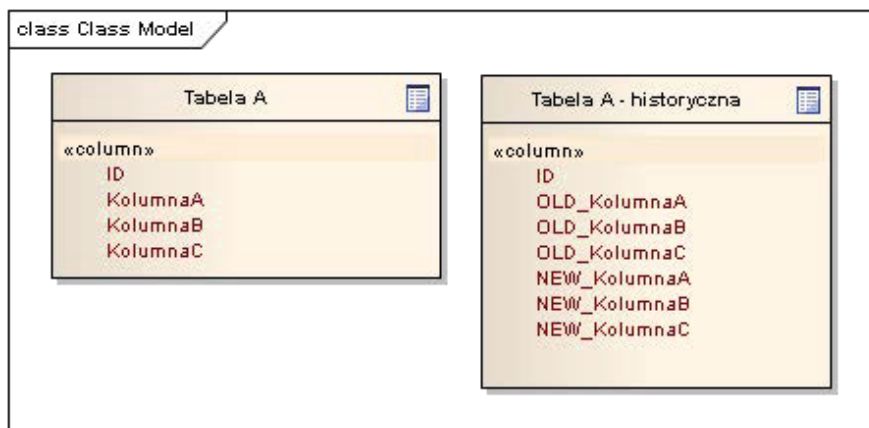 class Class Model
Tabela A
«column»
ID
KolumnaA
KolumnaB
KolumnaC
Tabela A - historyczna
«column»
ID
OLD_KolumnaA
OLD_KolumnaB
OLD_KolumnaC
NEW_KolumnaA
NEW_KolumnaB
NEW_KolumnaC